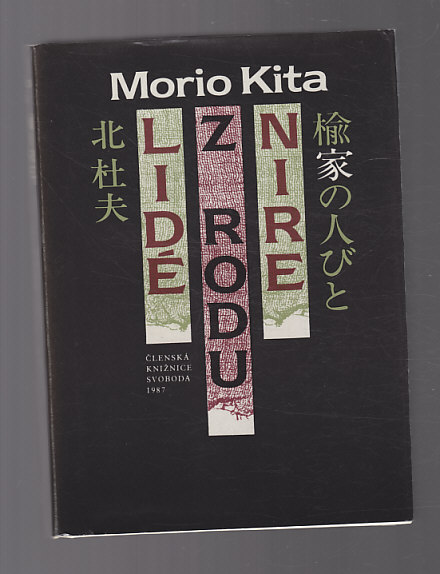 Morio Kita
LIDÉ
Z RODU
NIRE
北杜夫
楡家の人びと
ČLENSKÁ
KNIŽNICE
SVOBODA
1987